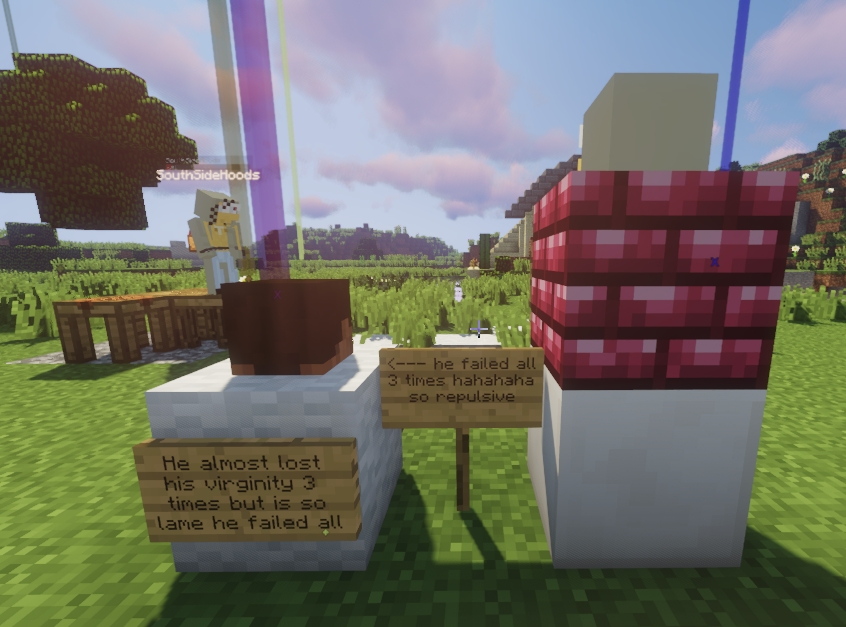 SouthSideHoods
<--- he failed all
3 times hahahaha
so repulsive
He almost lost
his virginity 3
times but is so
lame he failed all